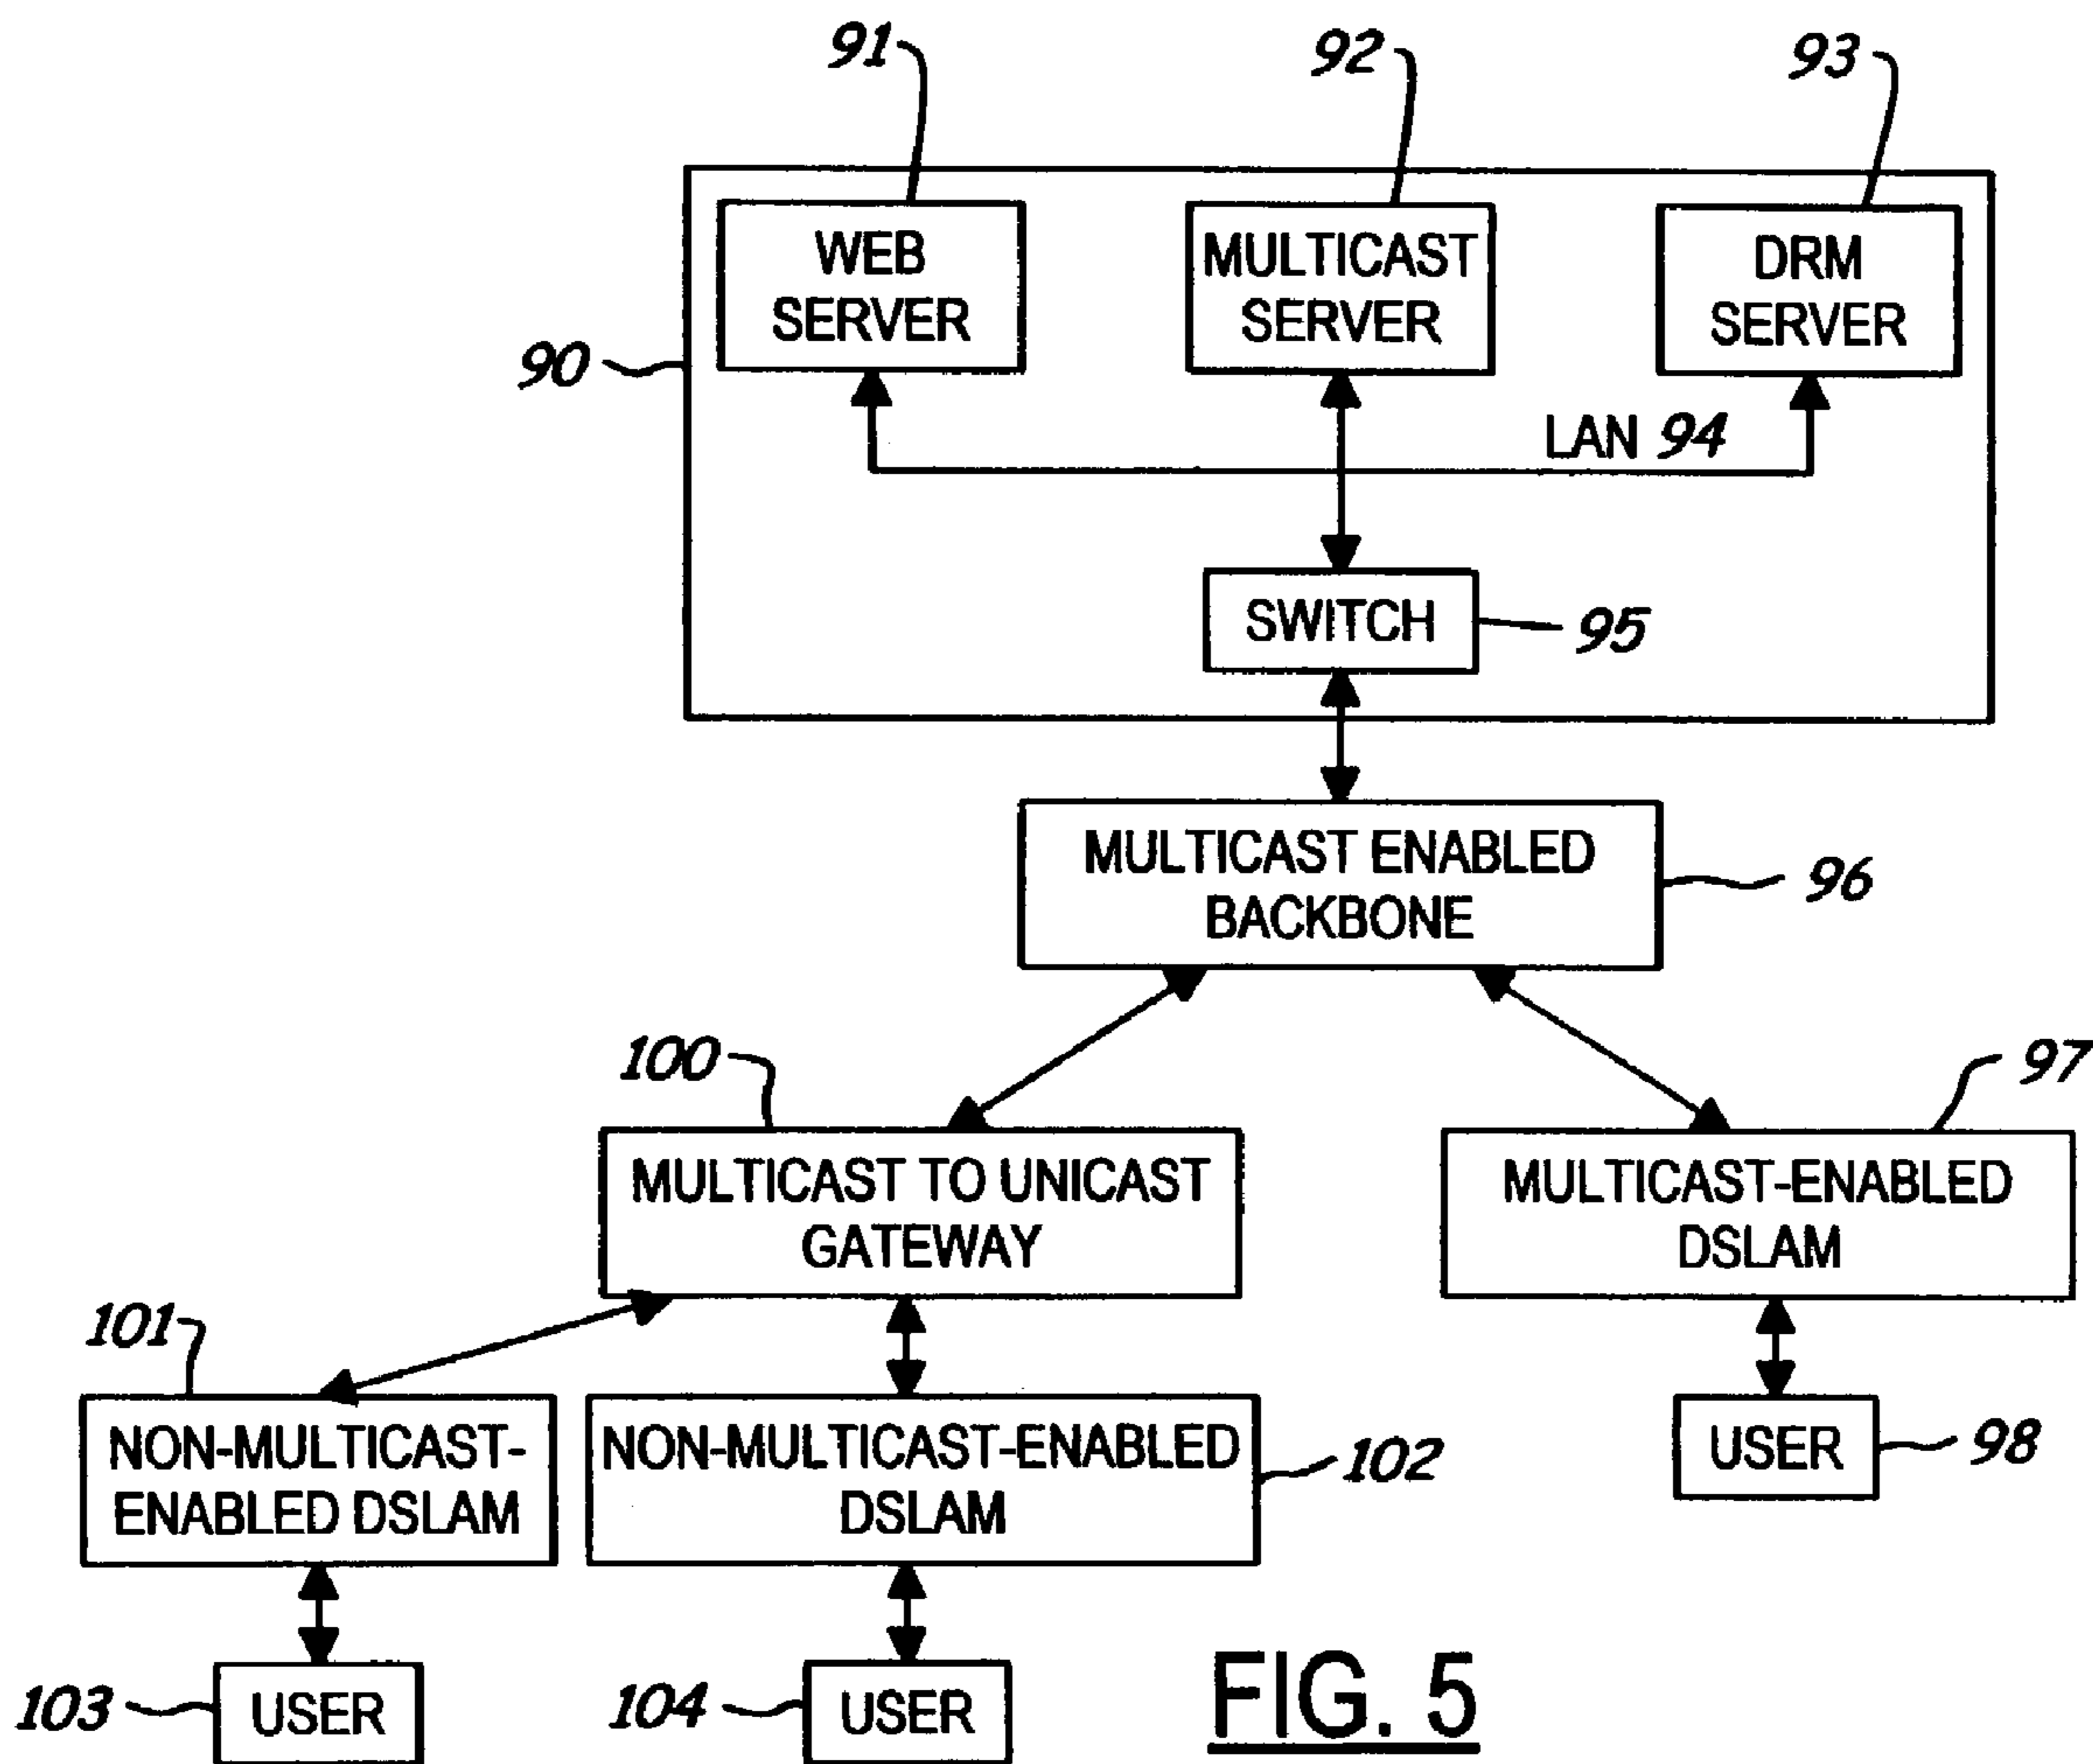 91
92
93
WEB
SERVER
MULTICAST
SERVER
DRM
SERVER
90
LAN 94
SWITCH
95
MULTICAST ENABLED
BACKBONE
96
100
97
MULTICAST TO UNICAST
GATEWAY
MULTICAST-ENABLED
DSLAM
101
NON-MULTICAST-
ENABLED DSLAM
NON-MULTICAST-ENABLED
DSLAM
102
USER
98
103
USER
104
USER
FIG. 5